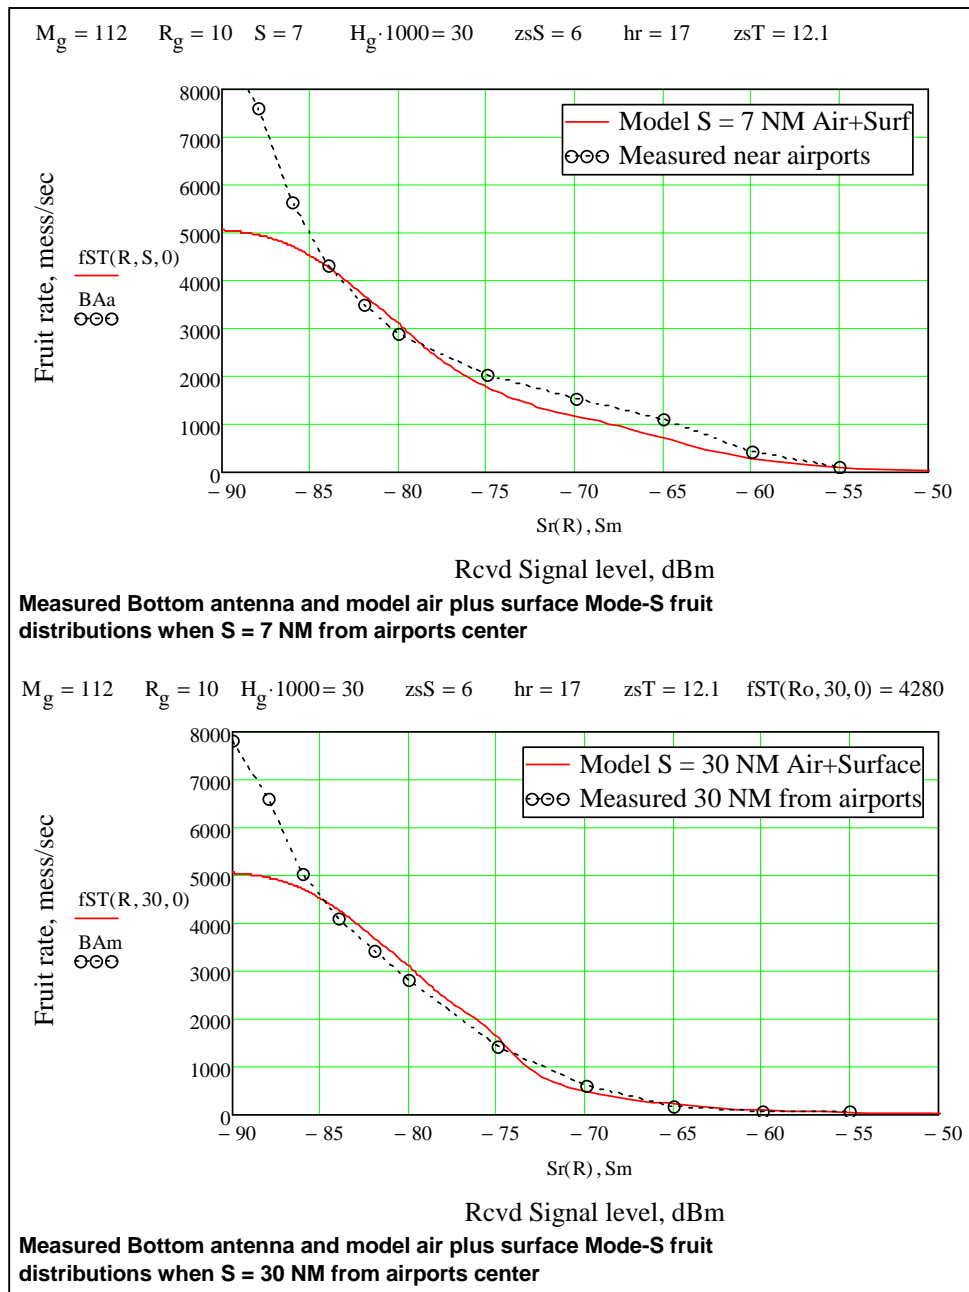 Mg = 112 Rg = 10 S = 7 Hg·1000 = 30 zsS = 6 hr = 17 zsT = 12.1
8000
7000
6000
5000
4000
3000
2000
1000
0
Fruit rate, mess/sec
fST(R, S, 0)
BAa
Model S = 7 NM Air+Surf
Measured near airports
− 90 − 85 − 80 − 75 − 70 − 65 − 60 − 55 − 50
Sr(R), Sm
Rcvd Signal level, dBm
Measured Bottom antenna and model air plus surface Mode-S fruit
distributions when S = 7 NM from airports center
Mg = 112 Rg = 10 Hg·1000 = 30 zsS = 6 hr = 17 zsT = 12.1 fST(Ro, 30, 0) = 4280
8000
7000
6000
5000
4000
3000
2000
1000
0
Fruit rate, mess/sec
fST(R, 30, 0)
BAm
Model S = 30 NM Air+Surface
Measured 30 NM from airports
− 90 − 85 − 80 − 75 − 70 − 65 − 60 − 55 − 50
Sr(R), Sm
Rcvd Signal level, dBm
Measured Bottom antenna and model air plus surface Mode-S fruit
distributions when S = 30 NM from airports center